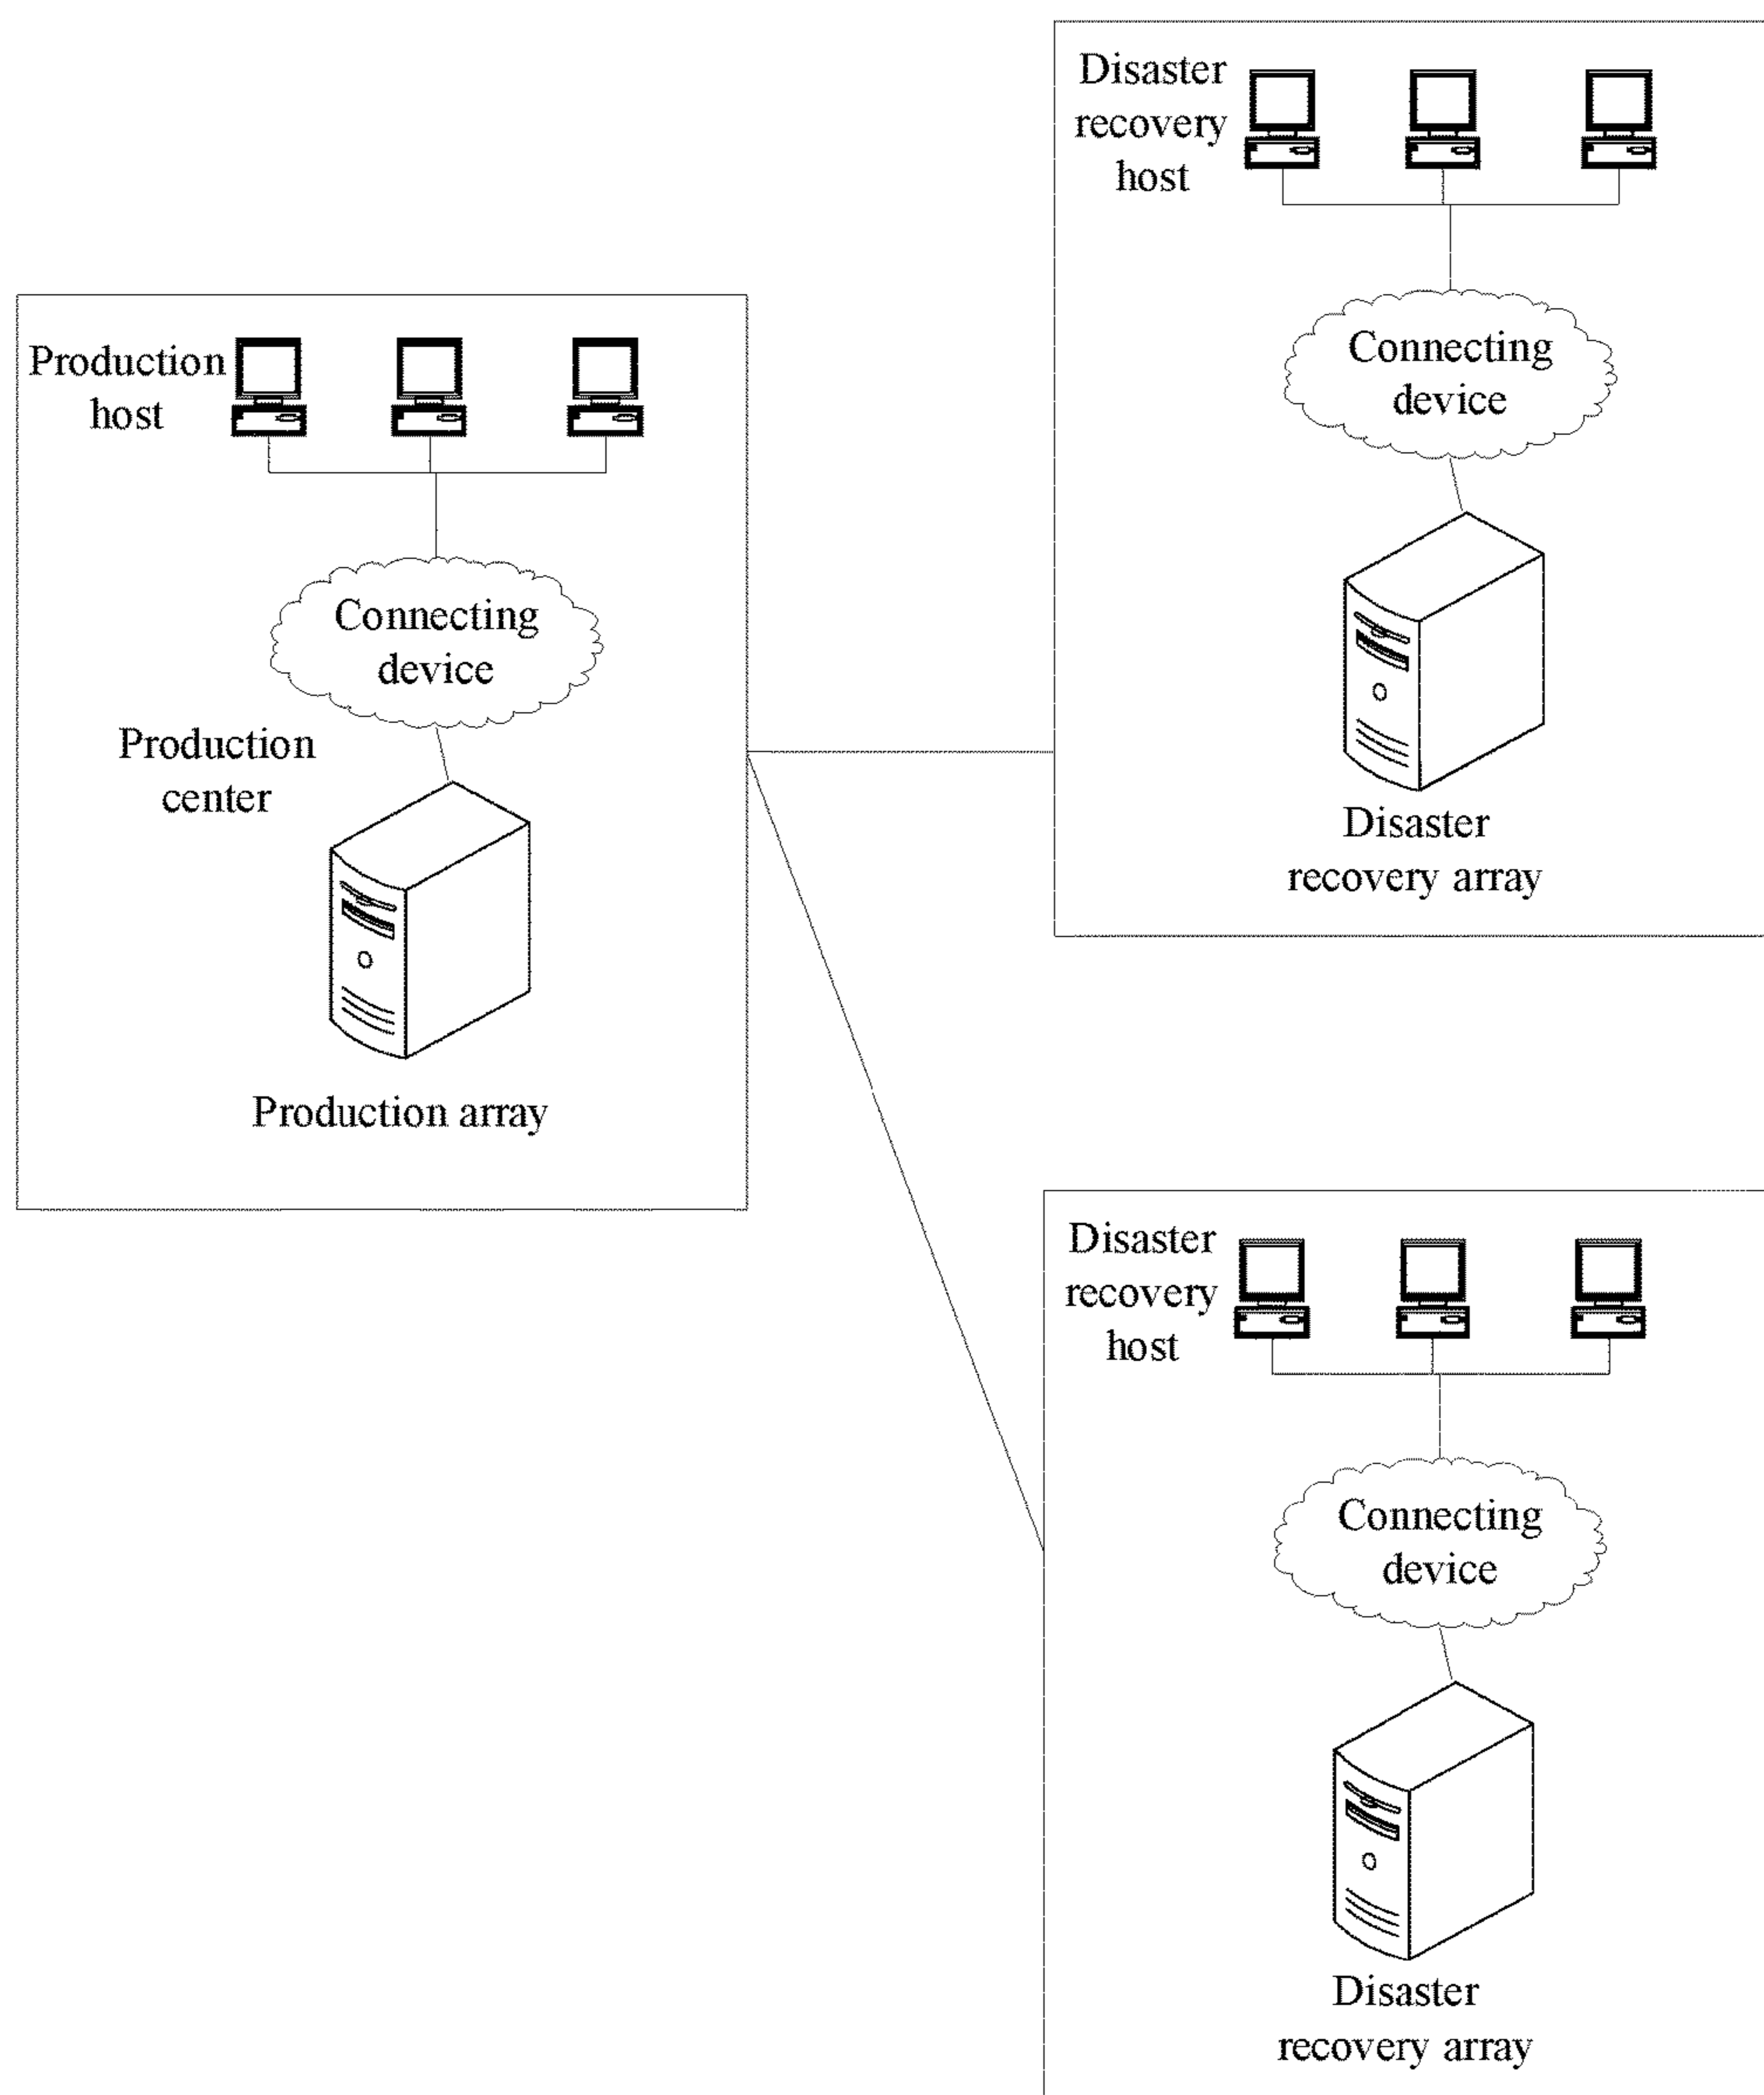 Production
host
Connecting
device
Production
center
Production array
Disaster
recovery
host
Connecting
device
Disaster
recovery array
Disaster
recovery
host
Connecting
device
Disaster
recovery array